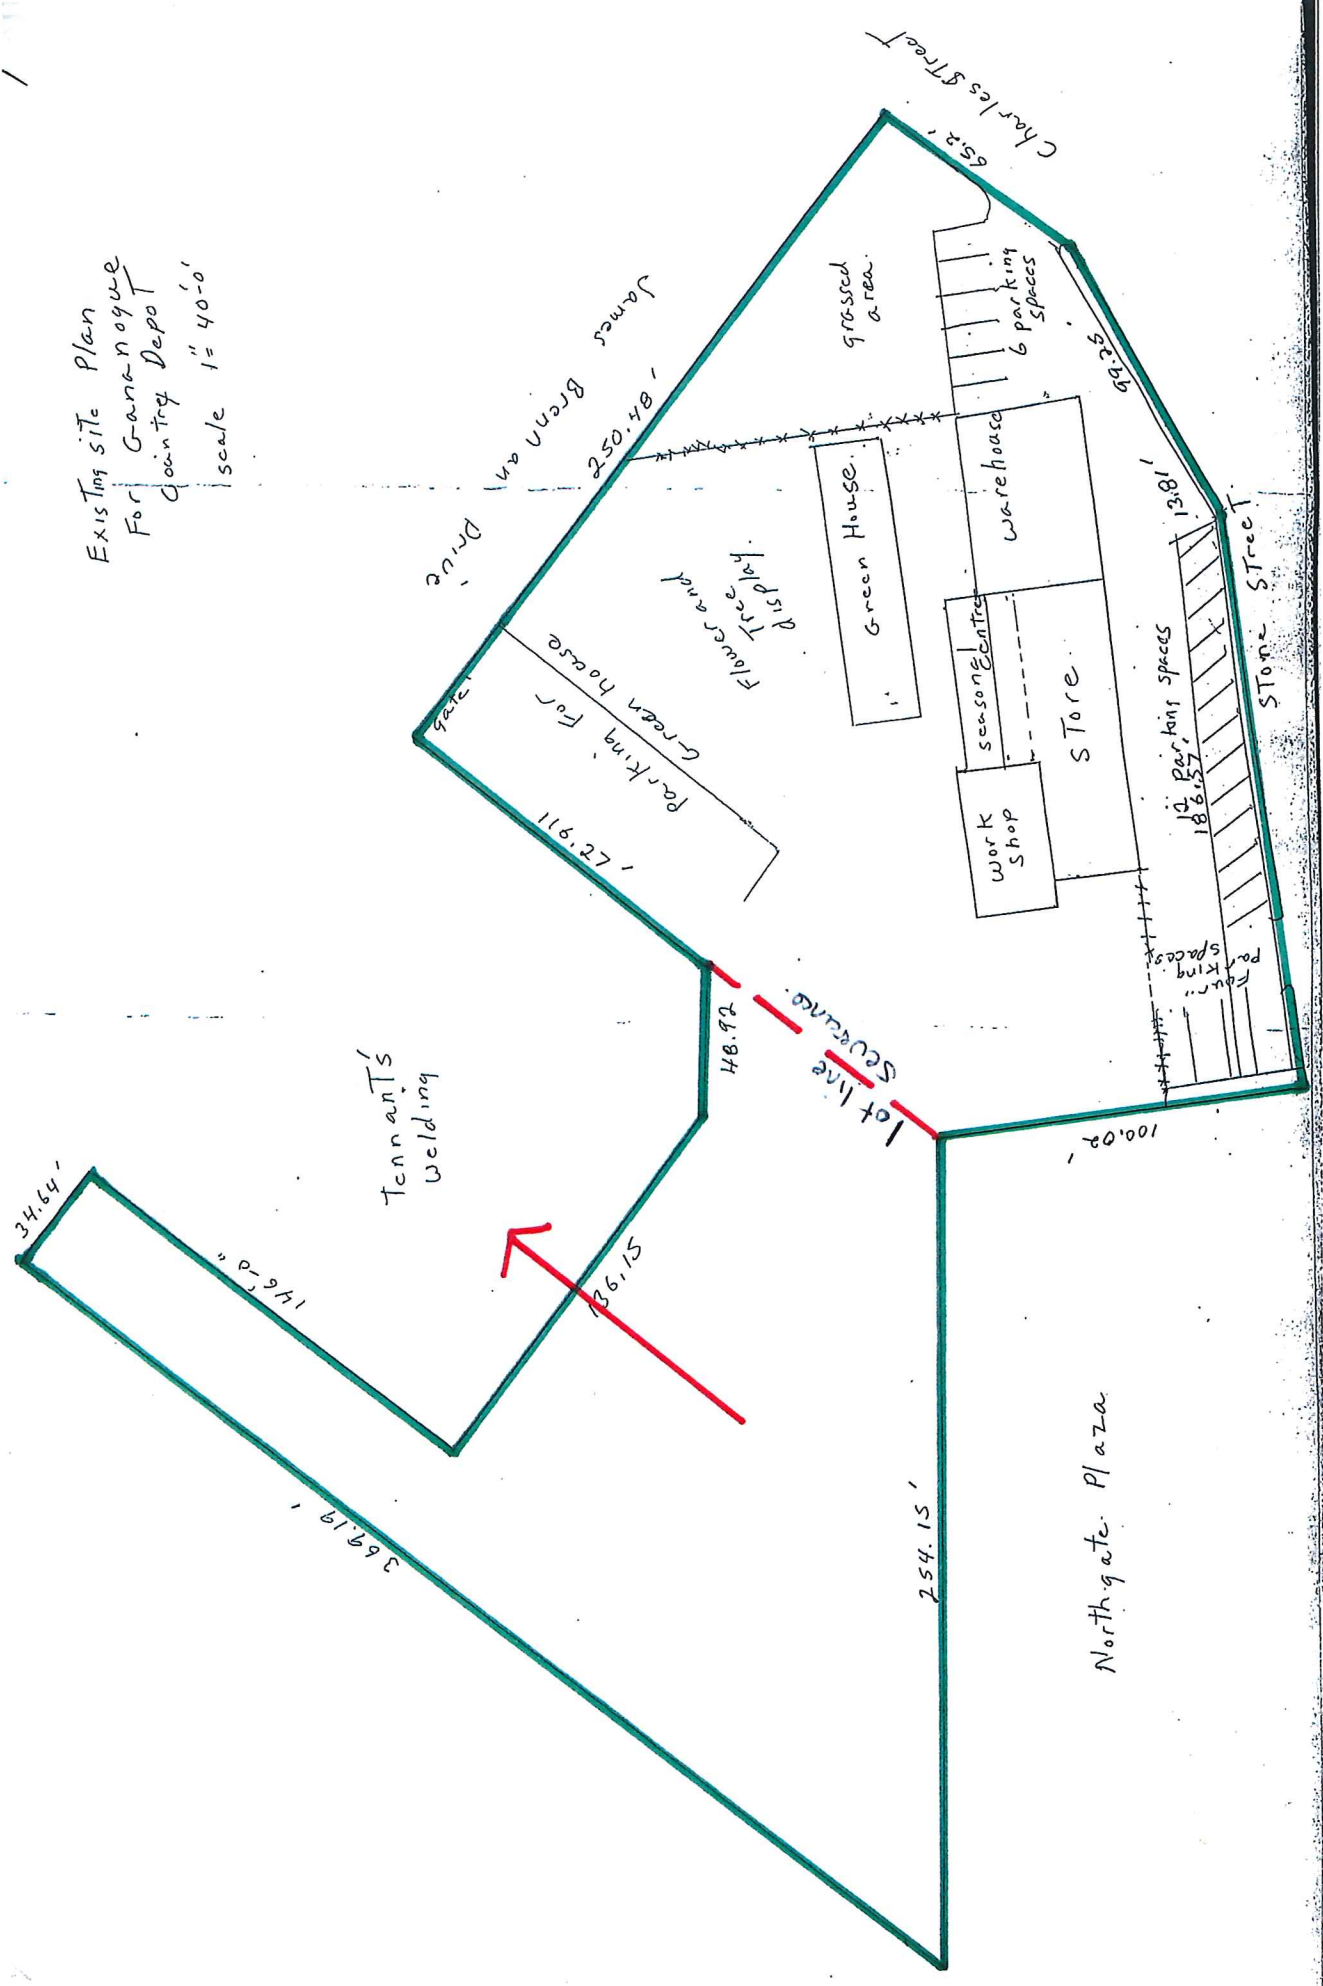 Existing site Plan
For Gananoque
Country Depot
scale 1" = 40'-0'
Charles Street
65.2'
James
Brennan
Drive
250.48'
grassed
area.
6 parking
spaces
99.25'
13.81'
Stone Street
warehouse
Green House.
Flower and
Tree
display.
seasonal
centre
Store
work
shop
12 parking spaces
186.57'
Four
par
king
spaces
gate
Parking For
Green house
116.27'
48.92
lot line
Severance.
100.02'
Tennant's
welding
34.64'
146'-0"
136.15
369.19'
254.15'
Northgate Plaza